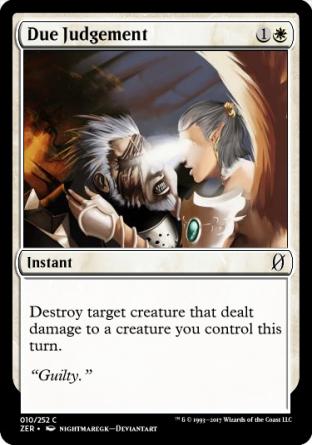 Due Judgement 1
Instant
Destroy target creature that dealt
damage to a creature you control this
turn.
“Guilty.”
010/252 C
ZER • NIGHTMAREGK—DEVIANTART
™ & © 1993–2017 Wizards of the Coast LLC